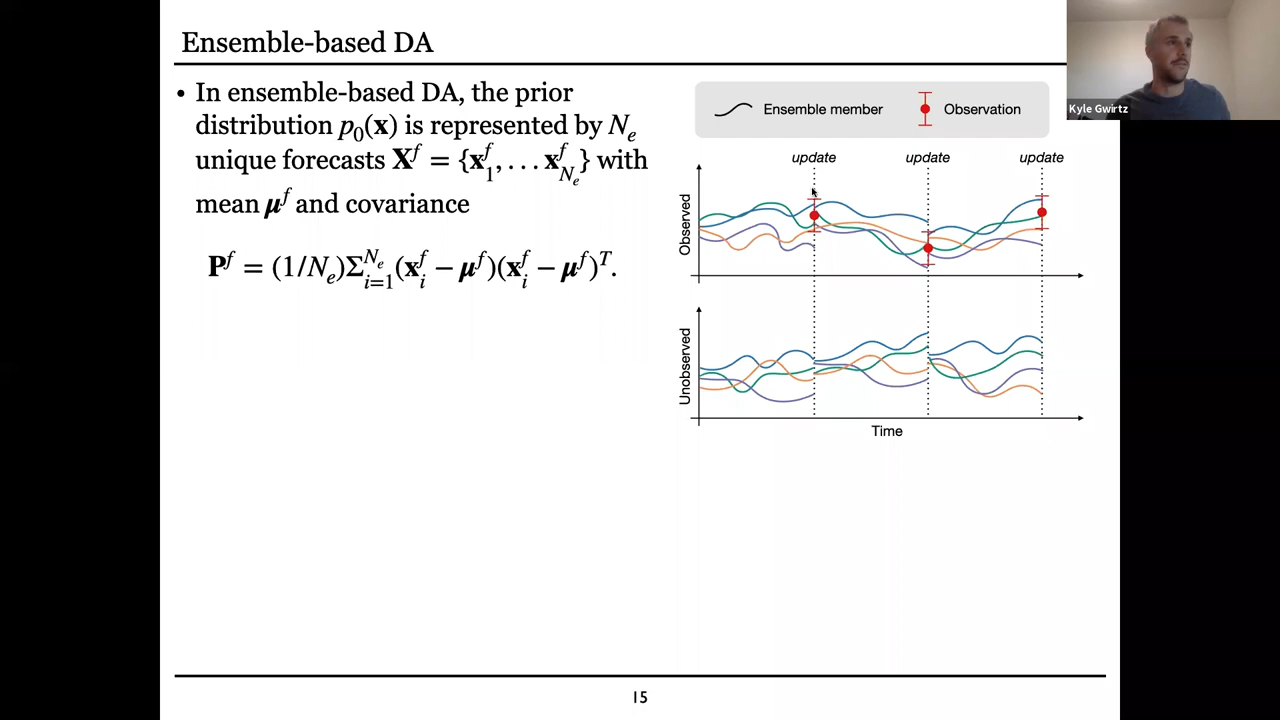 Ensemble-based DA
• In ensemble-based DA, the prior
distribution p₀(𝐱) is represented by Nₑ
unique forecasts 𝐗ᶠ = {𝐱₁ᶠ, … 𝐱_{Nₑ}ᶠ} with
mean 𝝁ᶠ and covariance
𝐏ᶠ = (1/Nₑ)Σ_{i=1}^{Nₑ}(𝐱ᵢᶠ − 𝝁ᶠ)(𝐱ᵢᶠ − 𝝁ᶠ)ᵀ.
Ensemble member
Observation
update
update
update
Observed
Unobserved
Time
Kyle Gwirtz
15